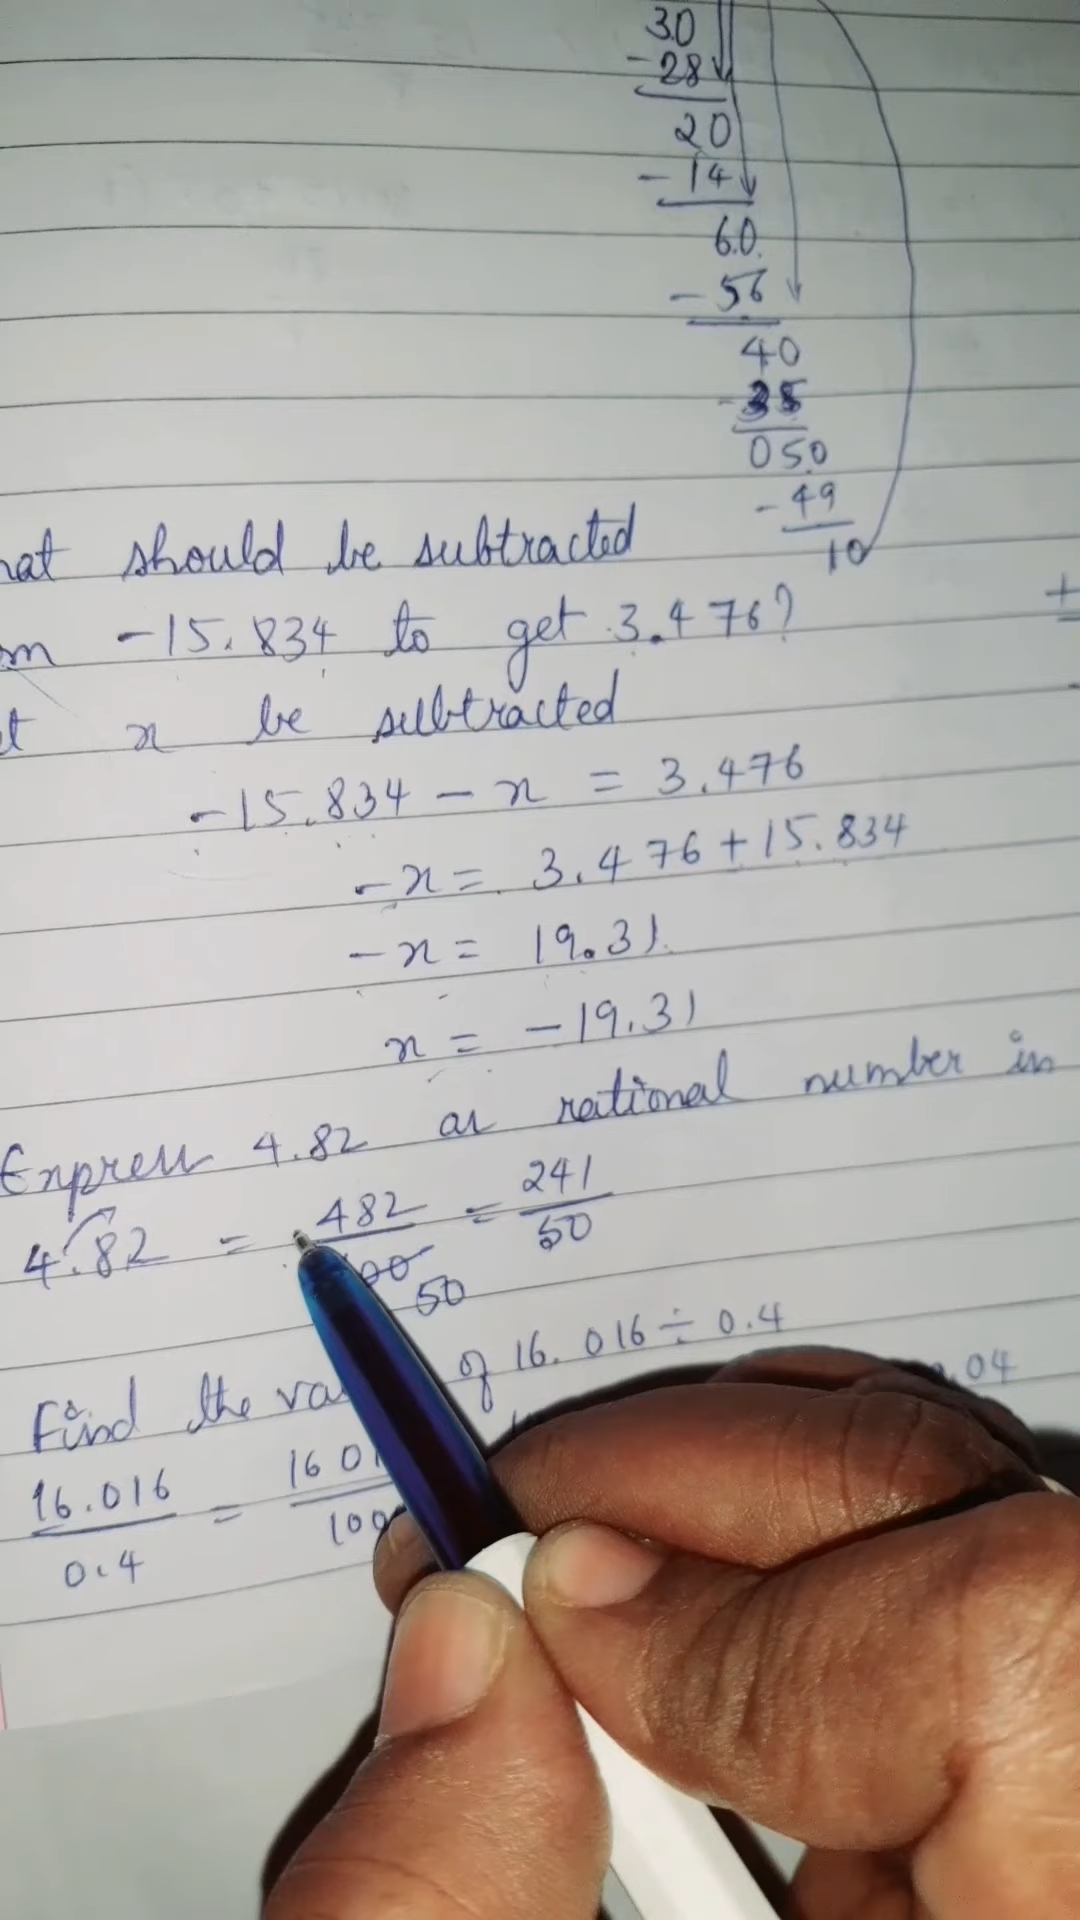 30
- 28
20
- 14
60
- 56
40
- 35
050
- 49
10
hat should be subtracted
-15.834 to get 3.476?
+
x be subtracted
-15.834 - x = 3.476
-x = 3.476 + 15.834
-x = 19.31
x = -19.31
Express 4.82 as rational number in
4.82 = 482/100 50 = 241/50
Find the of 16.016 ÷ 0.4
.04
16.016/0.4 =